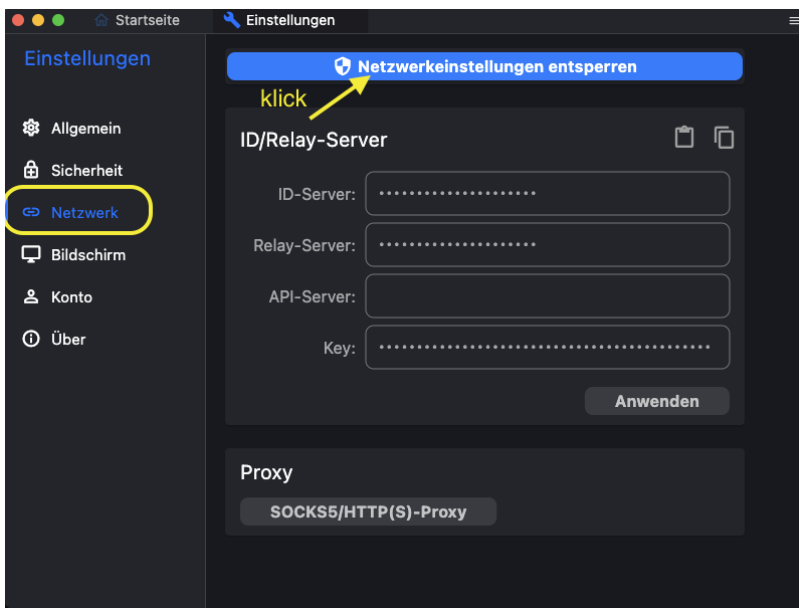 Startseite
Einstellungen
Einstellungen
Netzwerkeinstellungen entsperren
klick
Allgemein
Sicherheit
Netzwerk
Bildschirm
Konto
Über
ID/Relay-Server
ID-Server: •••••••••••••••••••••
Relay-Server: •••••••••••••••••••••
API-Server:
Key: ••••••••••••••••••••••••••••••••••••••••••••
Anwenden
Proxy
SOCKS5/HTTP(S)-Proxy